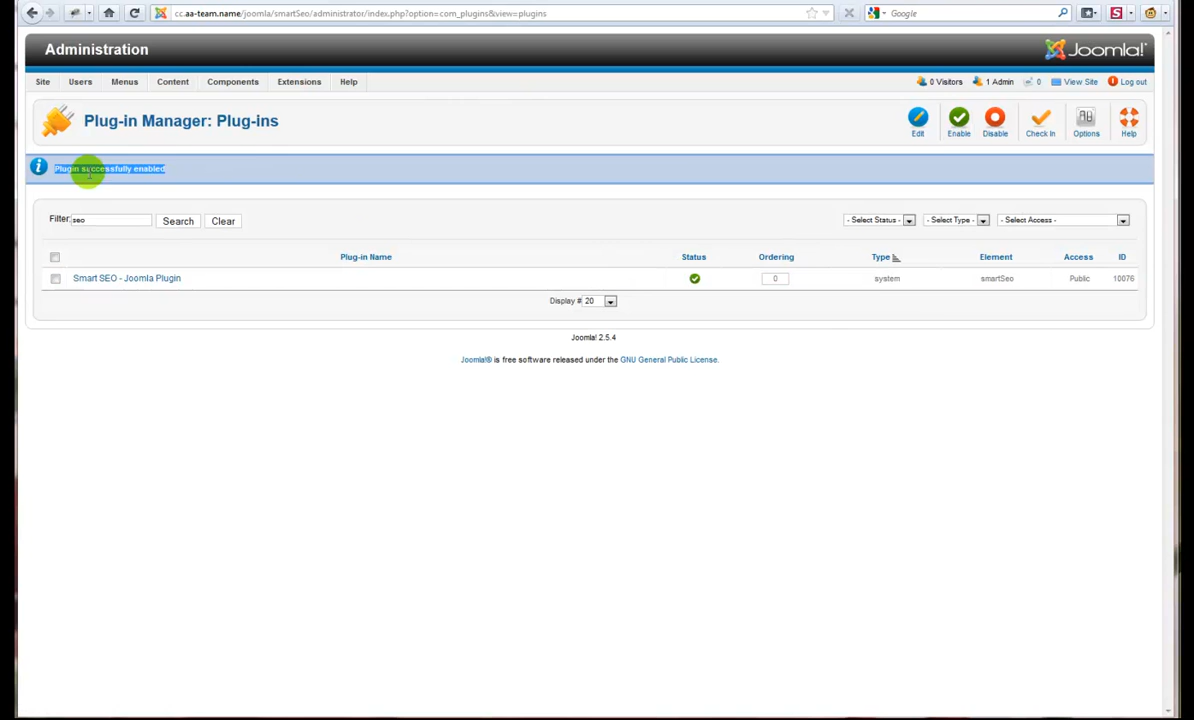 cc.aa-team.name/joomla/smartSeo/administrator/index.php?option=com_plugins&view=plugins
Google
Administration
Joomla!
Site Users Menus Content Components Extensions Help
0 Visitors 1 Admin 0 View Site Log out
Plug-in Manager: Plug-ins
Edit Enable Disable Check In Options Help
Plugin successfully enabled
Filter: seo Search Clear
- Select Status - - Select Type - - Select Access -
Plug-in Name Status Ordering Type Element Access ID
Smart SEO - Joomla Plugin 0 system smartSeo Public 10076
Display # 20
Joomla! 2.5.4
Joomla!® is free software released under the GNU General Public License.